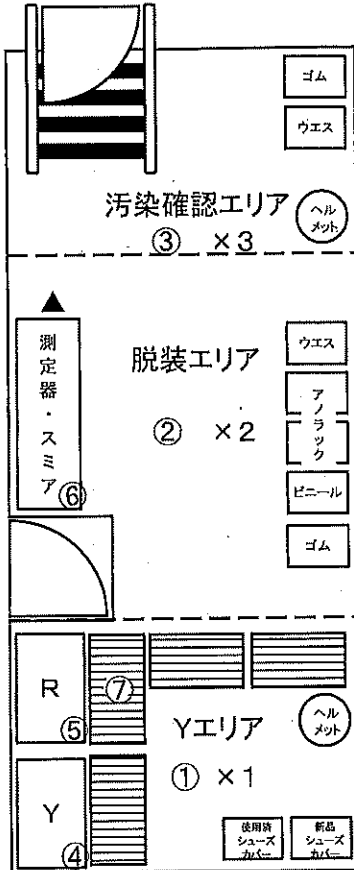 ゴム
ウエス
汚染確認エリア
ヘル
メット
③ ×3
測定器・スミア
⑥
脱装エリア
② ×2
ウエス
アノラック
ビニール
ゴム
R
⑤
⑦
Yエリア
ヘル
メット
① ×1
Y
④
使用済
シューズ
カバー
新品
シューズ
カバー